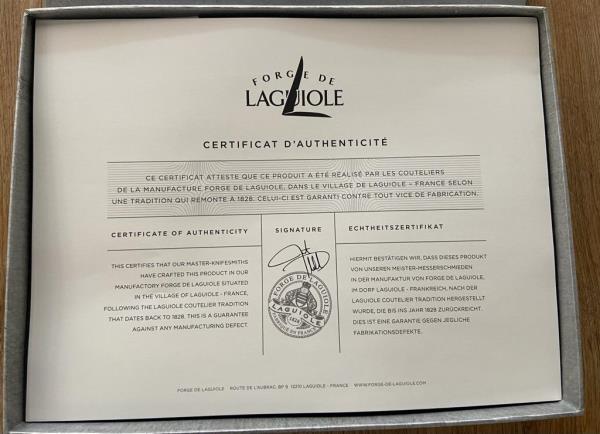 FORGE DE
LAGUIOLE
CERTIFICAT D'AUTHENTICITÉ
CE CERTIFICAT ATTESTE QUE CE PRODUIT A ÉTÉ RÉALISÉ PAR LES COUTELIERS
DE LA MANUFACTURE FORGE DE LAGUIOLE, DANS LE VILLAGE DE LAGUIOLE - FRANCE SELON
UNE TRADITION QUI REMONTE À 1828. CELUI-CI EST GARANTI CONTRE TOUT VICE DE FABRICATION.
CERTIFICATE OF AUTHENTICITY
THIS CERTIFIES THAT OUR MASTER-KNIFESMITHS
HAVE CRAFTED THIS PRODUCT IN OUR
MANUFACTORY FORGE DE LAGUIOLE SITUATED
IN THE VILLAGE OF LAGUIOLE - FRANCE,
FOLLOWING THE LAGUIOLE COUTELIER TRADITION
THAT DATES BACK TO 1828. THIS IS A GUARANTEE
AGAINST ANY MANUFACTURING DEFECT.
SIGNATURE
FORGE DE LAGUIOLE
LAGUIOLE
1828
FABRIQUÉ EN FRANCE
ECHTHEITSZERTIFIKAT
HIERMIT BESTÄTIGEN WIR, DASS DIESES PRODUKT
VON UNSEREN MEISTER-MESSERSCHMIEDEN
IN DER MANUFAKTUR FORGE DE LAGUIOLE,
IM DORF LAGUIOLE - FRANKREICH, NACH DER
LAGUIOLE COUTELIER TRADITION HERGESTELLT
WURDE, DIE BIS INS JAHR 1828 ZURÜCKREICHT.
DIES IST EINE GARANTIE GEGEN JEGLICHE
FABRIKATIONSDEFEKTE.
FORGE DE LAGUIOLE ROUTE DE L'AUBRAC, BP 9 12210 LAGUIOLE - FRANCE WWW.FORGE-DE-LAGUIOLE.COM